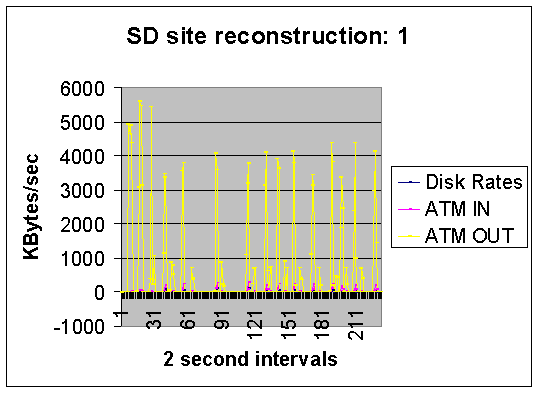 SD site reconstruction: 1
6000
5000
4000
3000
2000
1000
0
-1000
KBytes/sec
1
31
61
91
121
151
181
211
2 second intervals
Disk Rates
ATM IN
ATM OUT